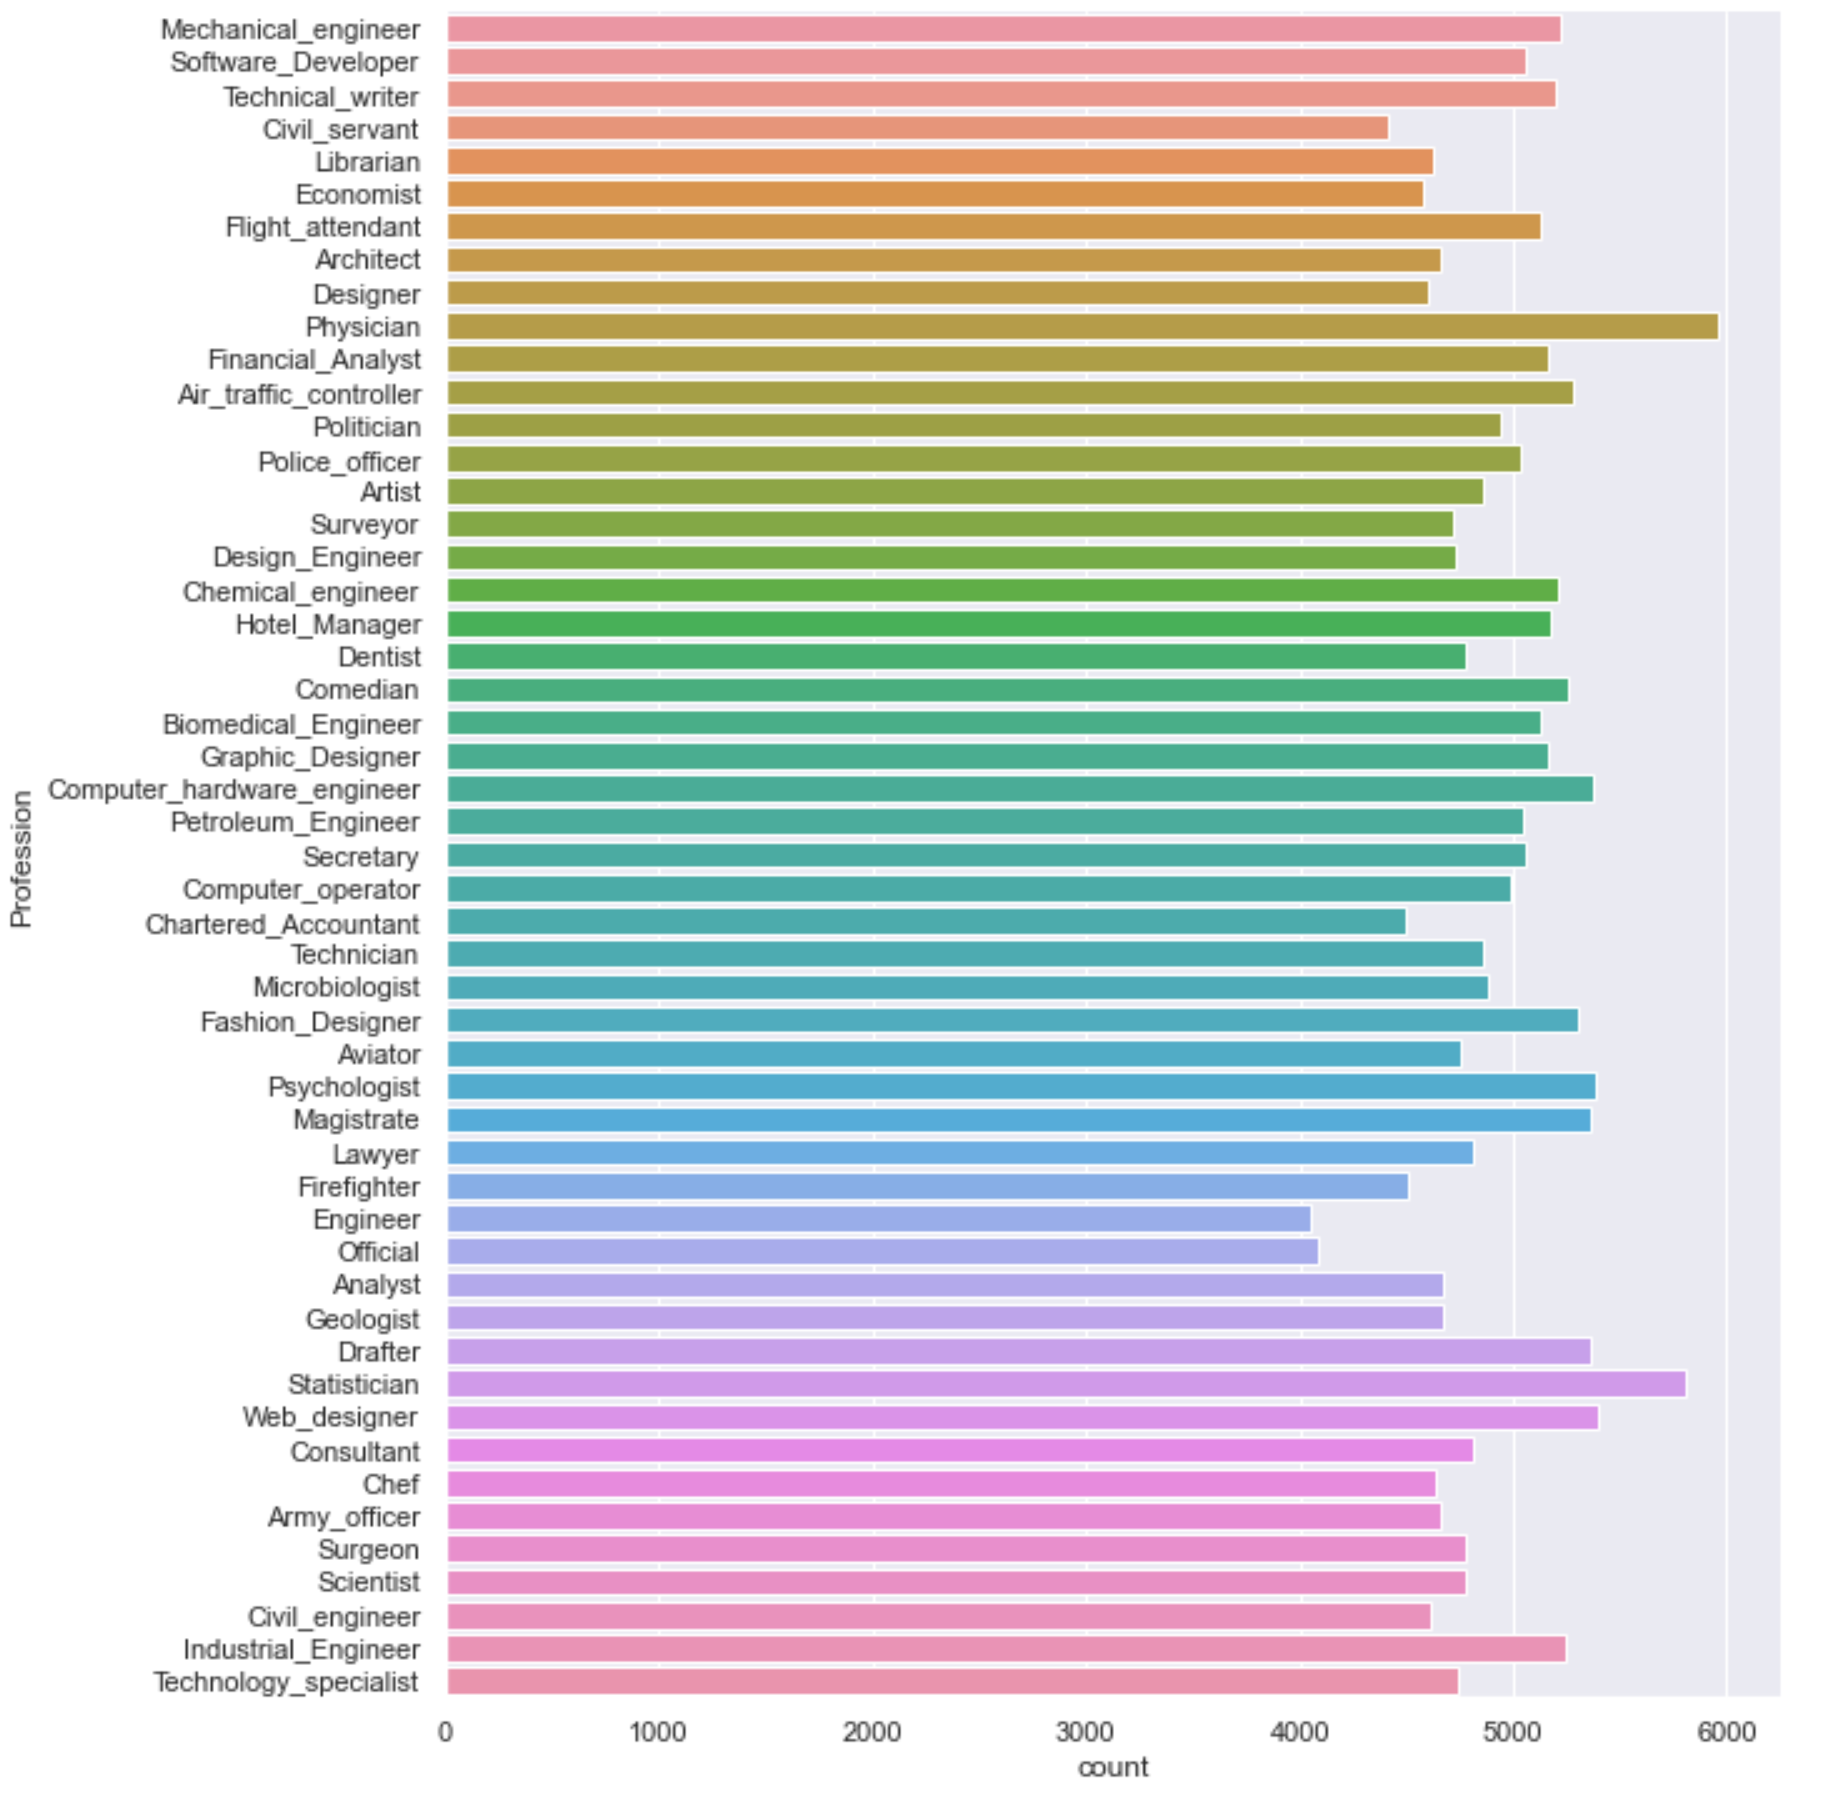 Mechanical_engineer
Software_Developer
Technical_writer
Civil_servant
Librarian
Economist
Flight_attendant
Architect
Designer
Physician
Financial_Analyst
Air_traffic_controller
Politician
Police_officer
Artist
Surveyor
Design_Engineer
Chemical_engineer
Hotel_Manager
Dentist
Comedian
Biomedical_Engineer
Graphic_Designer
Computer_hardware_engineer
Petroleum_Engineer
Secretary
Computer_operator
Chartered_Accountant
Technician
Microbiologist
Fashion_Designer
Aviator
Psychologist
Magistrate
Lawyer
Firefighter
Engineer
Official
Analyst
Geologist
Drafter
Statistician
Web_designer
Consultant
Chef
Army_officer
Surgeon
Scientist
Civil_engineer
Industrial_Engineer
Technology_specialist
Profession
0 1000 2000 3000 4000 5000 6000
count